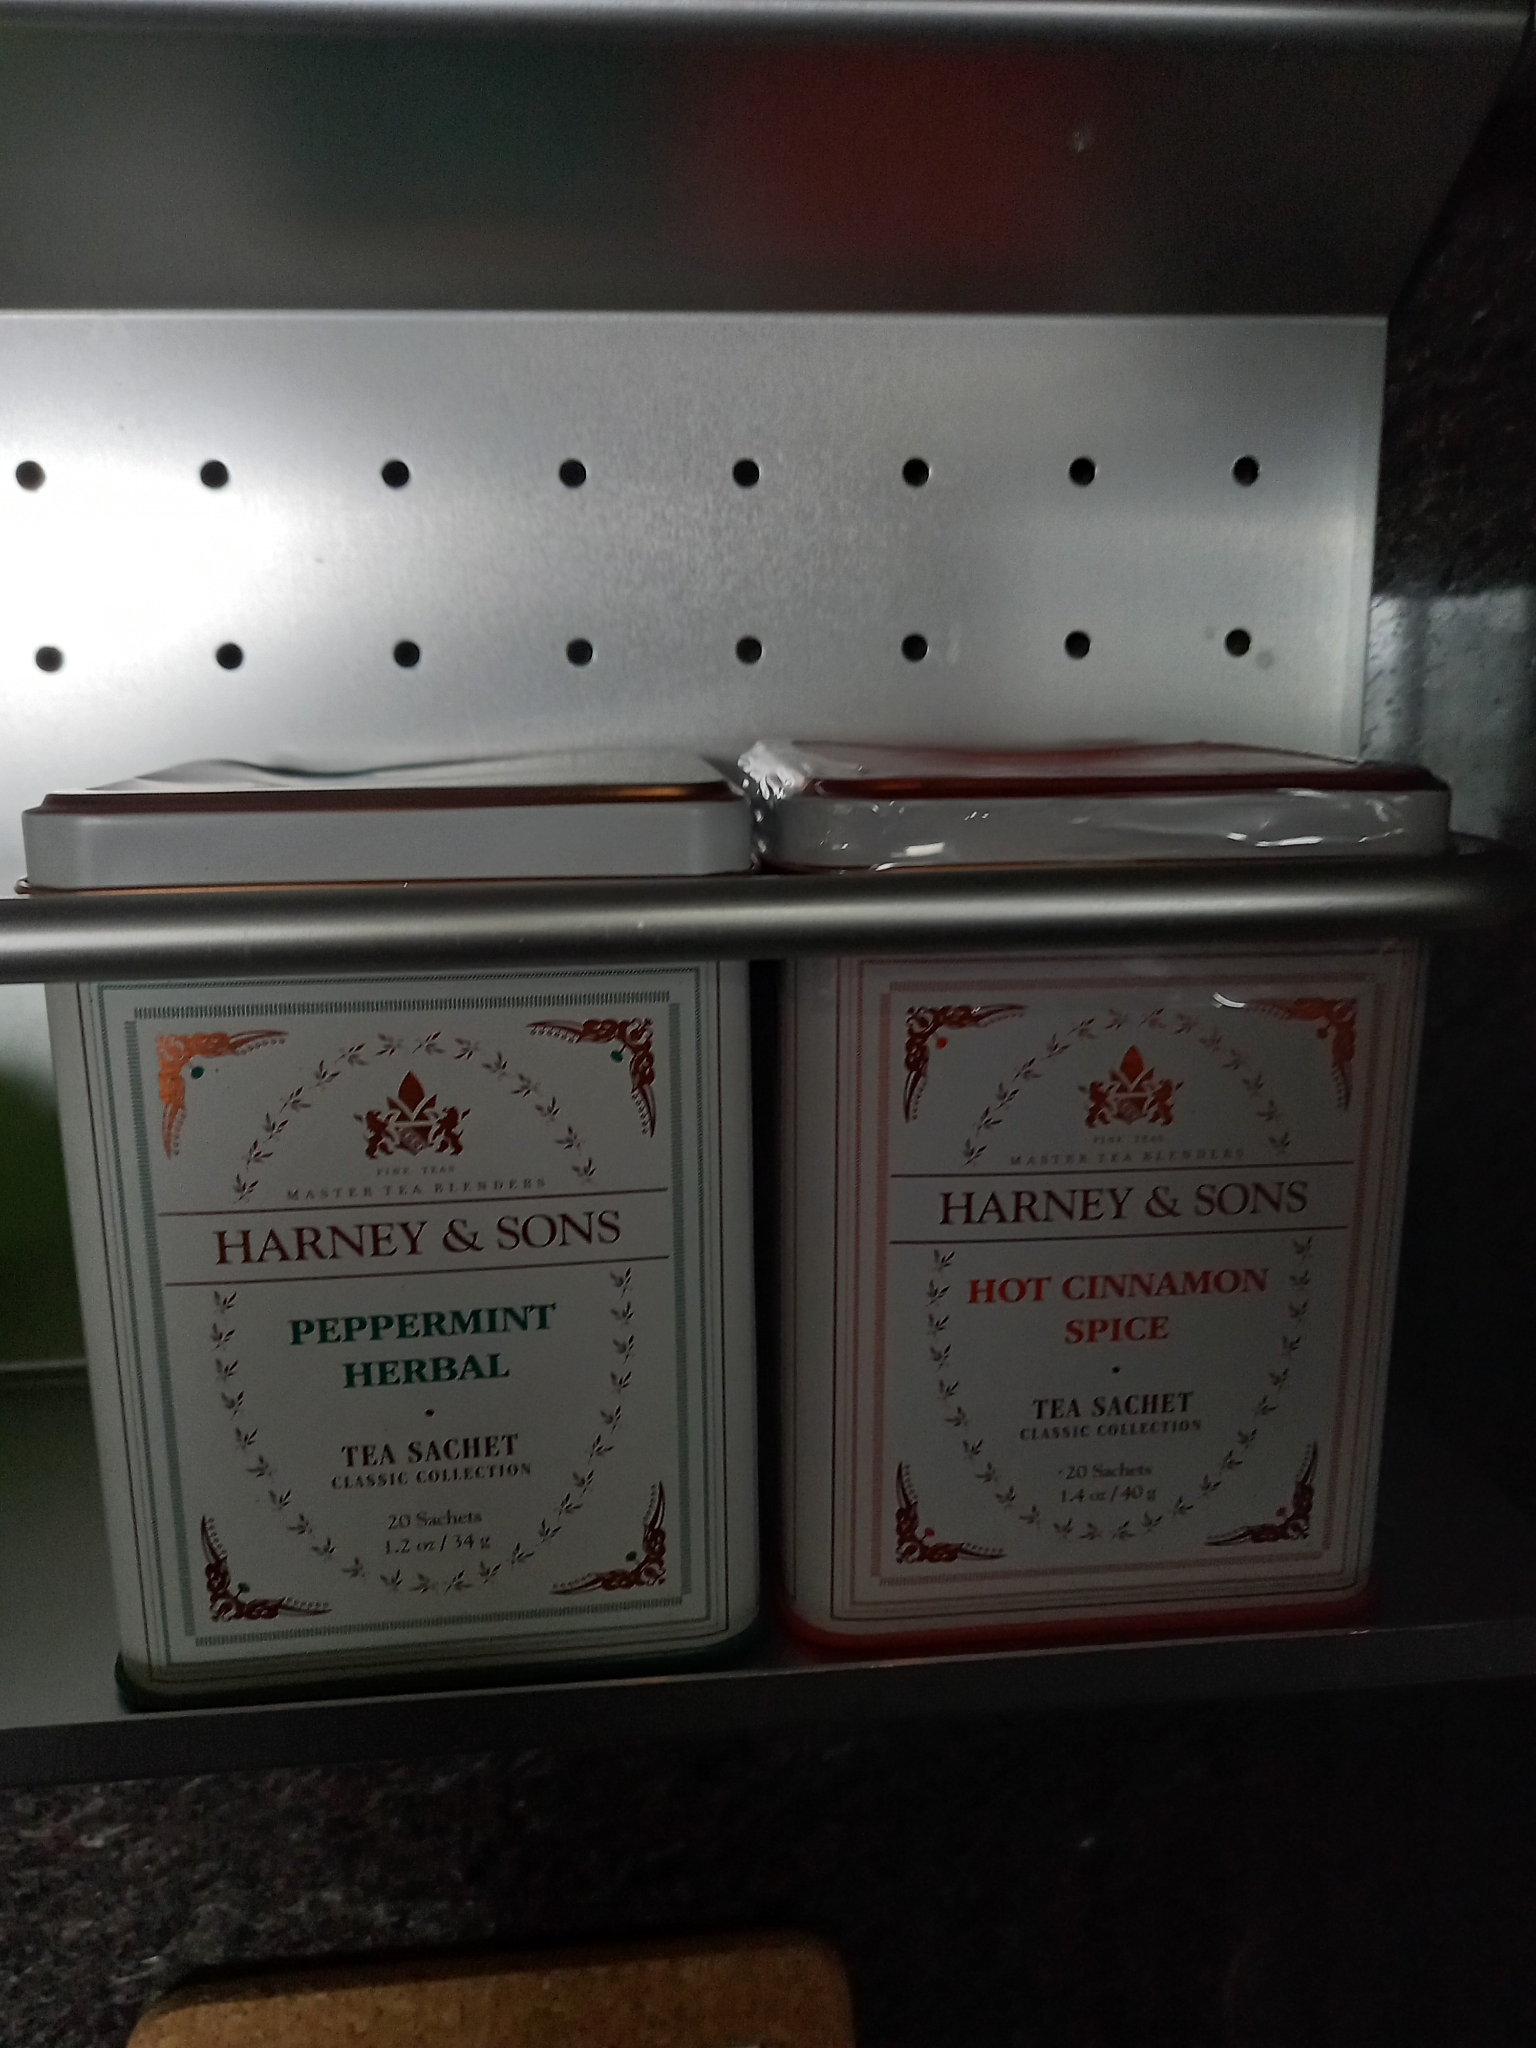 FINE TEAS
MASTER TEA BLENDERS
HARNEY & SONS
PEPPERMINT
HERBAL
TEA SACHET
CLASSIC COLLECTION
20 Sachets
1.2 oz / 34 g
FINE TEAS
MASTER TEA BLENDERS
HARNEY & SONS
HOT CINNAMON
SPICE
TEA SACHET
CLASSIC COLLECTION
20 Sachets
1.4 oz / 40 g